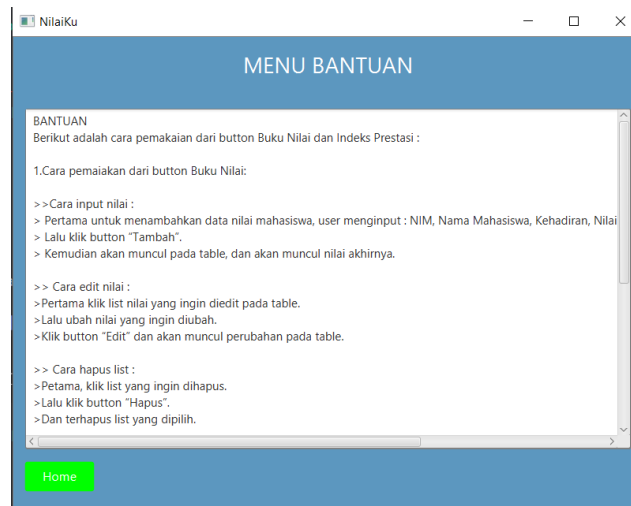 NilaiKu
MENU BANTUAN
BANTUAN
Berikut adalah cara pemakaian dari button Buku Nilai dan Indeks Prestasi :
1.Cara pemaiakan dari button Buku Nilai:
>>Cara input nilai :
> Pertama untuk menambahkan data nilai mahasiswa, user menginput : NIM, Nama Mahasiswa, Kehadiran, Nilai
> Lalu klik button “Tambah”.
> Kemudian akan muncul pada table, dan akan muncul nilai akhirnya.
>> Cara edit nilai :
>Pertama klik list nilai yang ingin diedit pada table.
>Lalu ubah nilai yang ingin diubah.
>Klik button “Edit” dan akan muncul perubahan pada table.
>> Cara hapus list :
>Petama, klik list yang ingin dihapus.
>Lalu klik button “Hapus”.
>Dan terhapus list yang dipilih.
Home